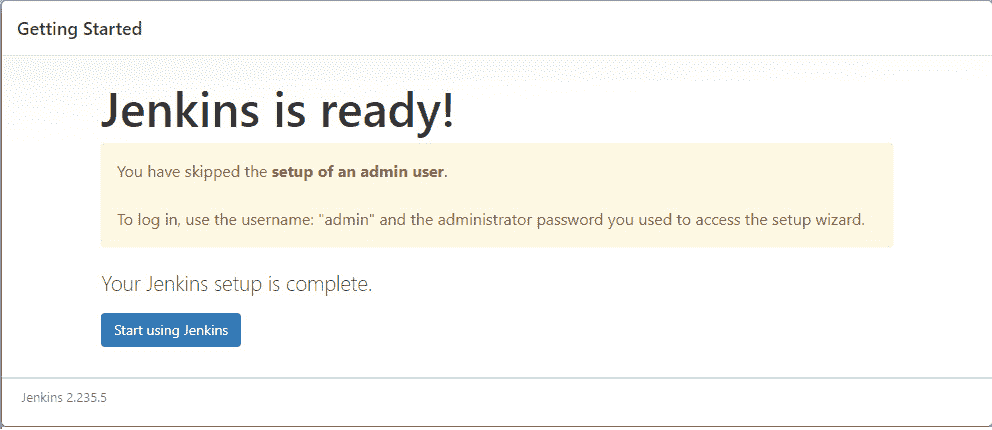 Getting Started
Jenkins is ready!
You have skipped the setup of an admin user.
To log in, use the username: "admin" and the administrator password you used to access the setup wizard.
Your Jenkins setup is complete.
Start using Jenkins
Jenkins 2.235.5